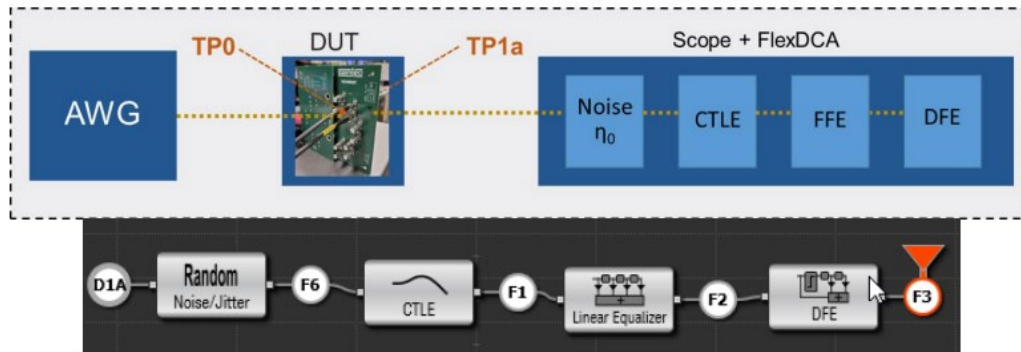 DUT
Scope + FlexDCA
TP0
TP1a
AWG
Noise
η₀
CTLE
FFE
DFE
D1A
Random
Noise/Jitter
F6
CTLE
F1
Linear Equalizer
F2
DFE
F3